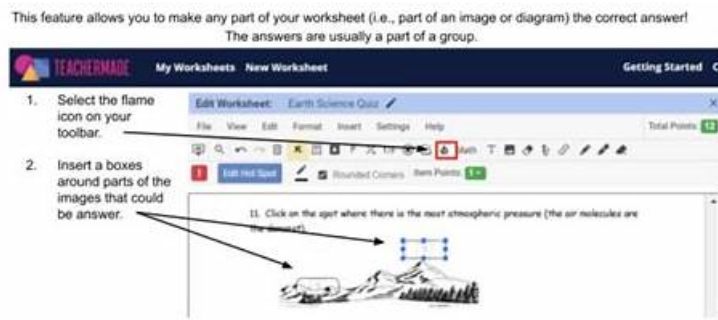 This feature allows you to make any part of your worksheet (i.e., part of an image or diagram) the correct answer!
The answers are usually a part of a group.
TEACHERMADE My Worksheets New Worksheet Getting Started
1. Select the flame
icon on your
toolbar.
2. Insert a boxes
around parts of the
images that could
be answer.
Edit Worksheet: Earth Science Quiz X
File View Edit Format Insert Settings Help Total Points: 12
Math T
Edit Hot Spot Rounded Corners Item Points: 1
11. Click on the spot where there is the most atmospheric pressure (the air molecules are
the densest).